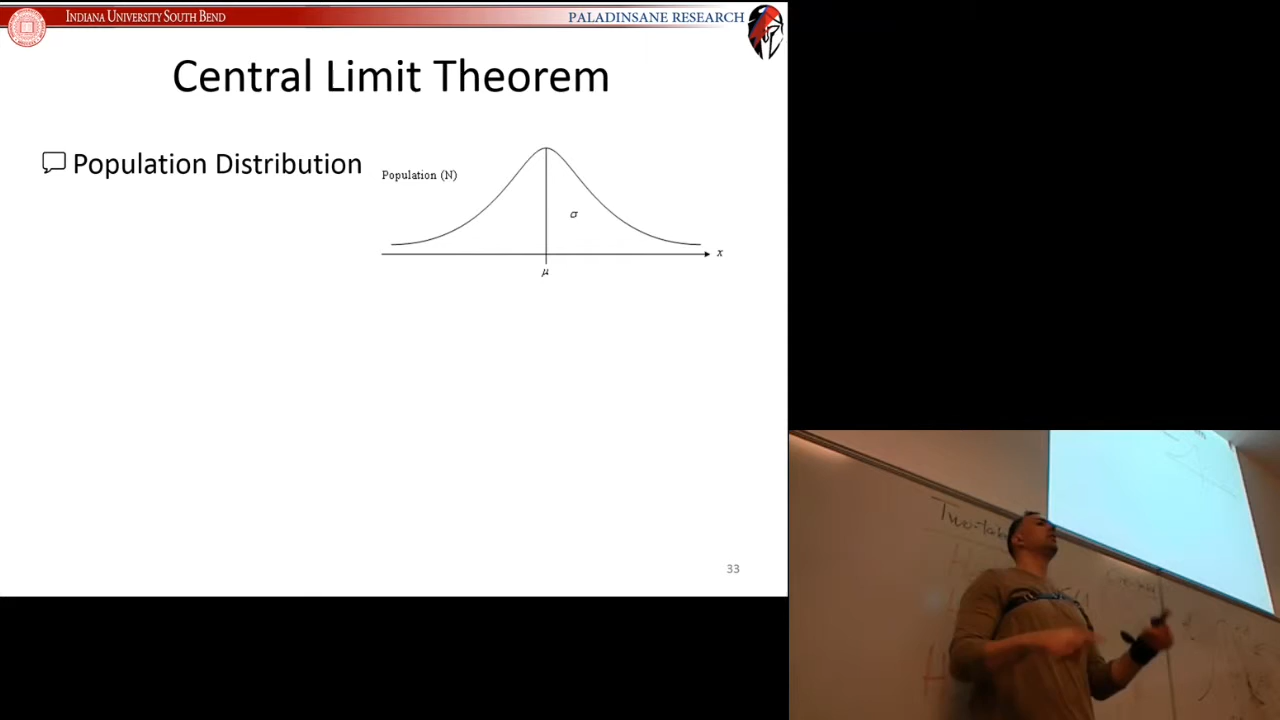 INDIANA UNIVERSITY SOUTH BEND
PALADINSANE RESEARCH
Central Limit Theorem
Population Distribution
Population (N)
σ
x
μ
33